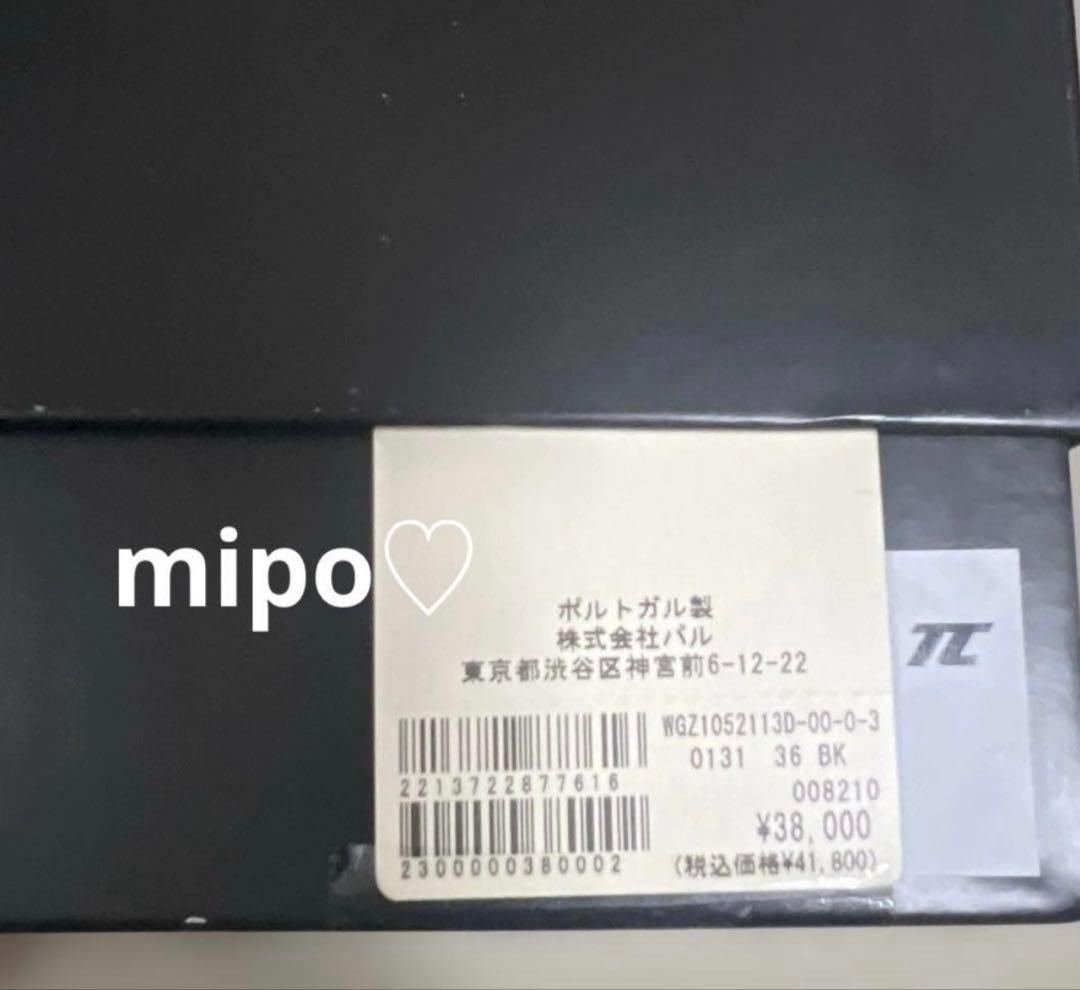 mipo♡
ポルトガル製
株式会社パル
東京都渋谷区神宮前6-12-22
WGZ1052113D-00-0-3
0131 36 BK
2213722877616
008210
¥38,000
2300000380002
(税込価格¥41,800)